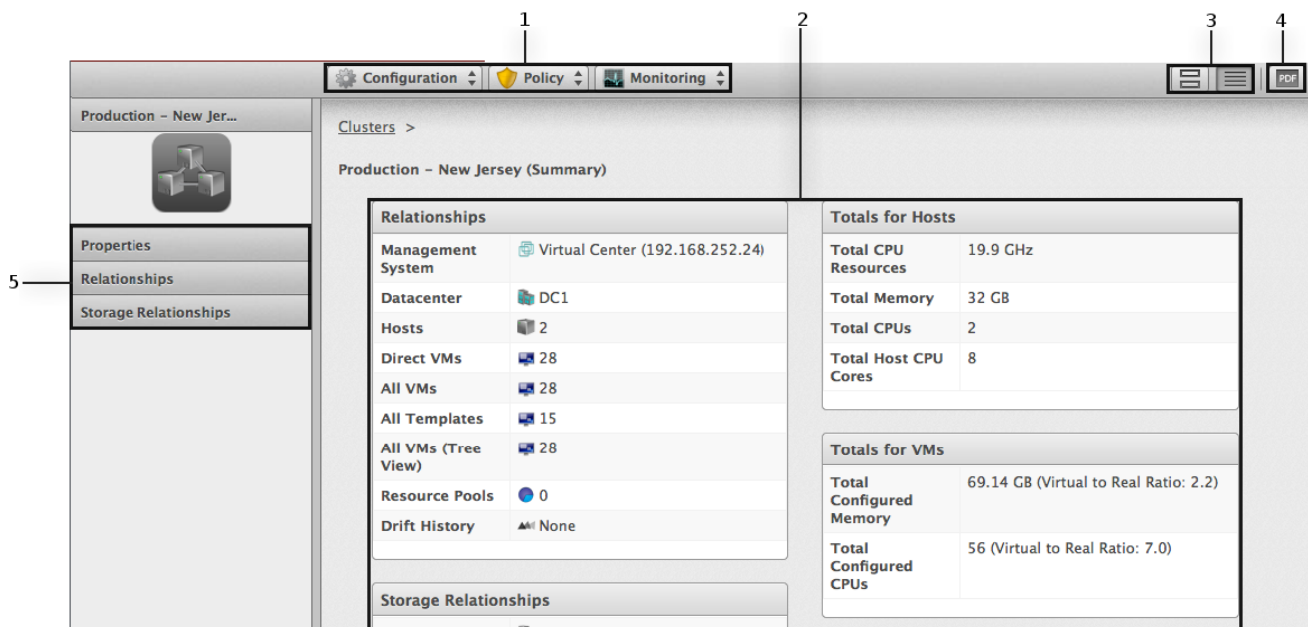 1
2
3
4
Configuration
Policy
Monitoring
PDF
Production – New Jer...
Clusters >
Production – New Jersey (Summary)
5
Properties
Relationships
Storage Relationships
Relationships
Management System
Virtual Center (192.168.252.24)
Datacenter
DC1
Hosts
2
Direct VMs
28
All VMs
28
All Templates
15
All VMs (Tree View)
28
Resource Pools
0
Drift History
None
Storage Relationships
Totals for Hosts
Total CPU Resources
19.9 GHz
Total Memory
32 GB
Total CPUs
2
Total Host CPU Cores
8
Totals for VMs
Total Configured Memory
69.14 GB (Virtual to Real Ratio: 2.2)
Total Configured CPUs
56 (Virtual to Real Ratio: 7.0)